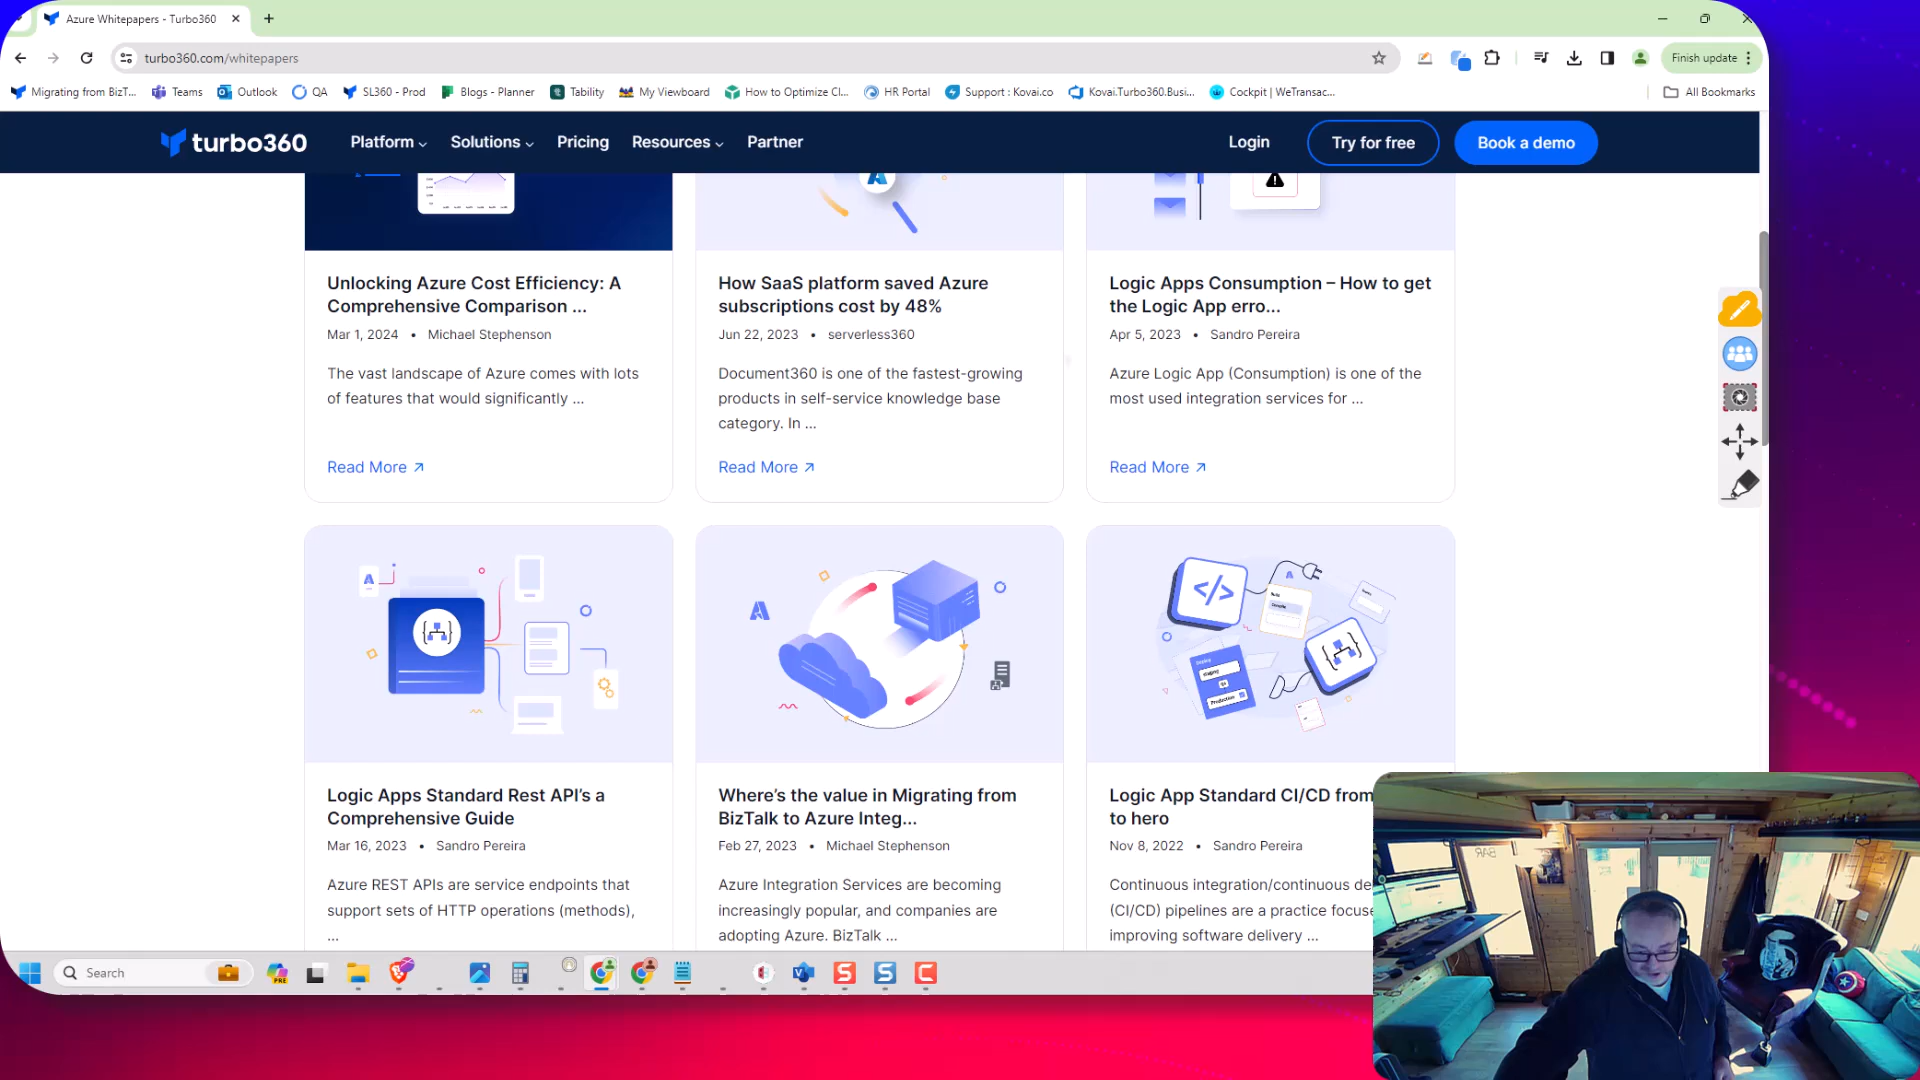 Azure Whitepapers - Turbo360
turbo360.com/whitepapers
Finish update
Migrating from BizT...
Teams
Outlook
QA
SL360 - Prod
Blogs - Planner
Tability
My Viewboard
How to Optimize Cl...
HR Portal
Support : Kovai.co
Kovai.Turbo360.Busi...
Cockpit | WeTransac...
All Bookmarks
turbo360
Platform
Solutions
Pricing
Resources
Partner
Login
Try for free
Book a demo
Unlocking Azure Cost Efficiency: A
Comprehensive Comparison ...
Mar 1, 2024 • Michael Stephenson
The vast landscape of Azure comes with lots
of features that would significantly ...
Read More
How SaaS platform saved Azure
subscriptions cost by 48%
Jun 22, 2023 • serverless360
Document360 is one of the fastest-growing
products in self-service knowledge base
category. In ...
Read More
Logic Apps Consumption – How to get
the Logic App erro...
Apr 5, 2023 • Sandro Pereira
Azure Logic App (Consumption) is one of the
most used integration services for ...
Read More
Logic Apps Standard Rest API’s a
Comprehensive Guide
Mar 16, 2023 • Sandro Pereira
Azure REST APIs are service endpoints that
support sets of HTTP operations (methods),
...
Where’s the value in Migrating from
BizTalk to Azure Integ...
Feb 27, 2023 • Michael Stephenson
Azure Integration Services are becoming
increasingly popular, and companies are
adopting Azure. BizTalk ...
Production
Logic App Standard CI/CD from
to hero
Nov 8, 2022 • Sandro Pereira
Continuous integration/continuous de
(CI/CD) pipelines are a practice focuse
improving software delivery ...
Search
PRE
BAR